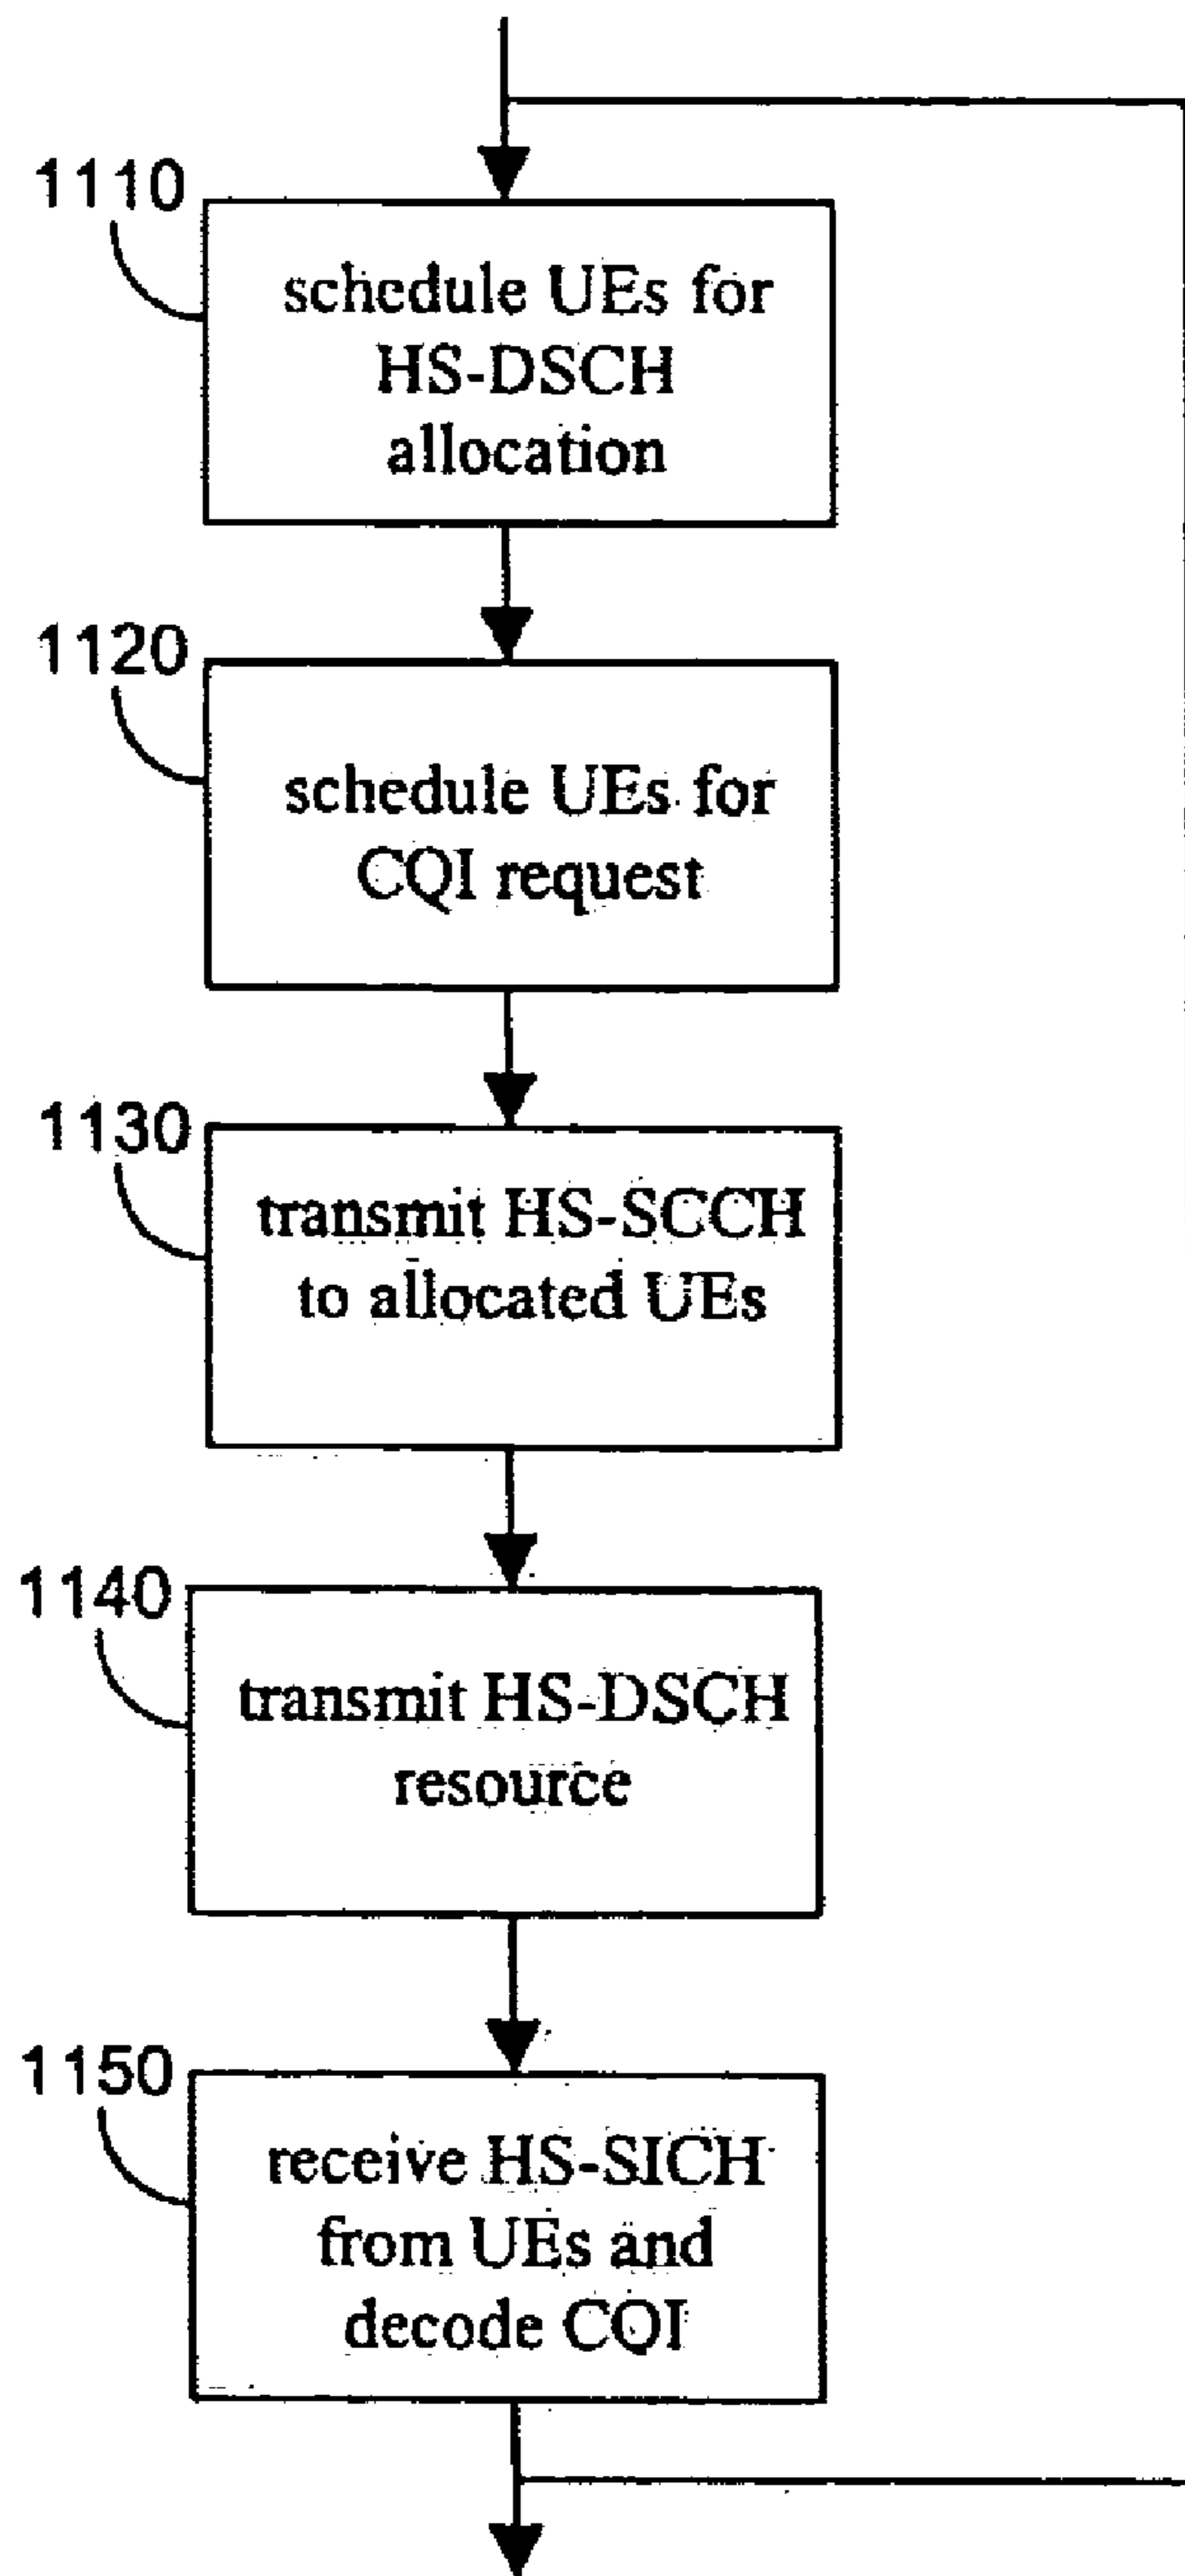 1110
schedule UEs for
HS-DSCH
allocation
1120
schedule UEs for
CQI request
1130
transmit HS-SCCH
to allocated UEs
1140
transmit HS-DSCH
resource
1150
receive HS-SICH
from UEs and
decode CQI